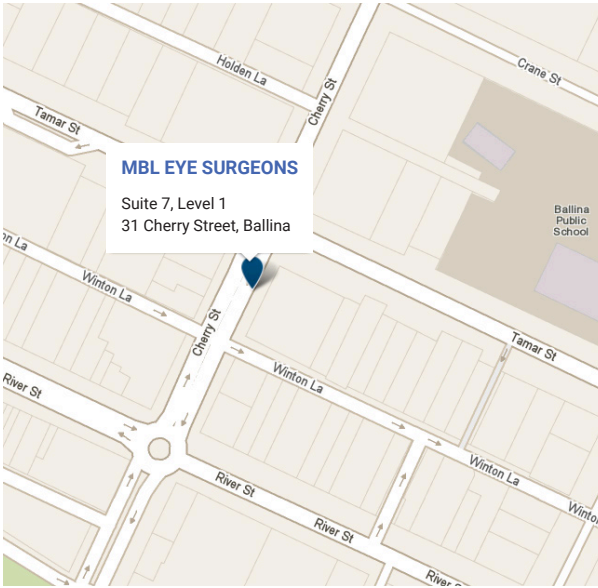 Holden La
Crane St
Cherry St
Tamar St
MBL EYE SURGEONS
Suite 7, Level 1
31 Cherry Street, Ballina
Ballina
Public
School
on La
Winton La
Cherry St
Tamar St
Winton La
River St
Winton La
River St
Winto
River St
River